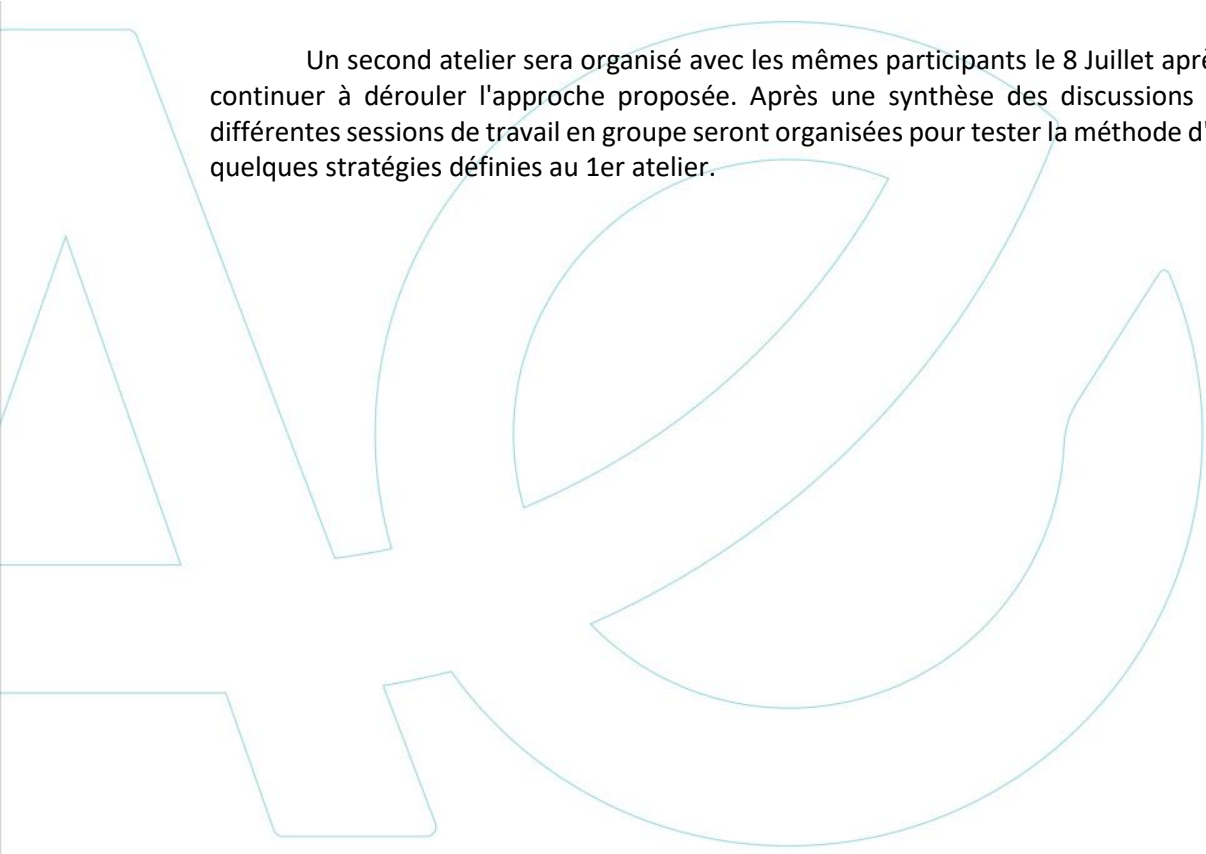 Un second atelier sera organisé avec les mêmes participants le 8 Juillet
continuer à dérouler l'approche proposée. Après une synthèse des discussions
différentes sessions de travail en groupe seront organisées pour tester la méthode
quelques stratégies définies au 1er atelier.